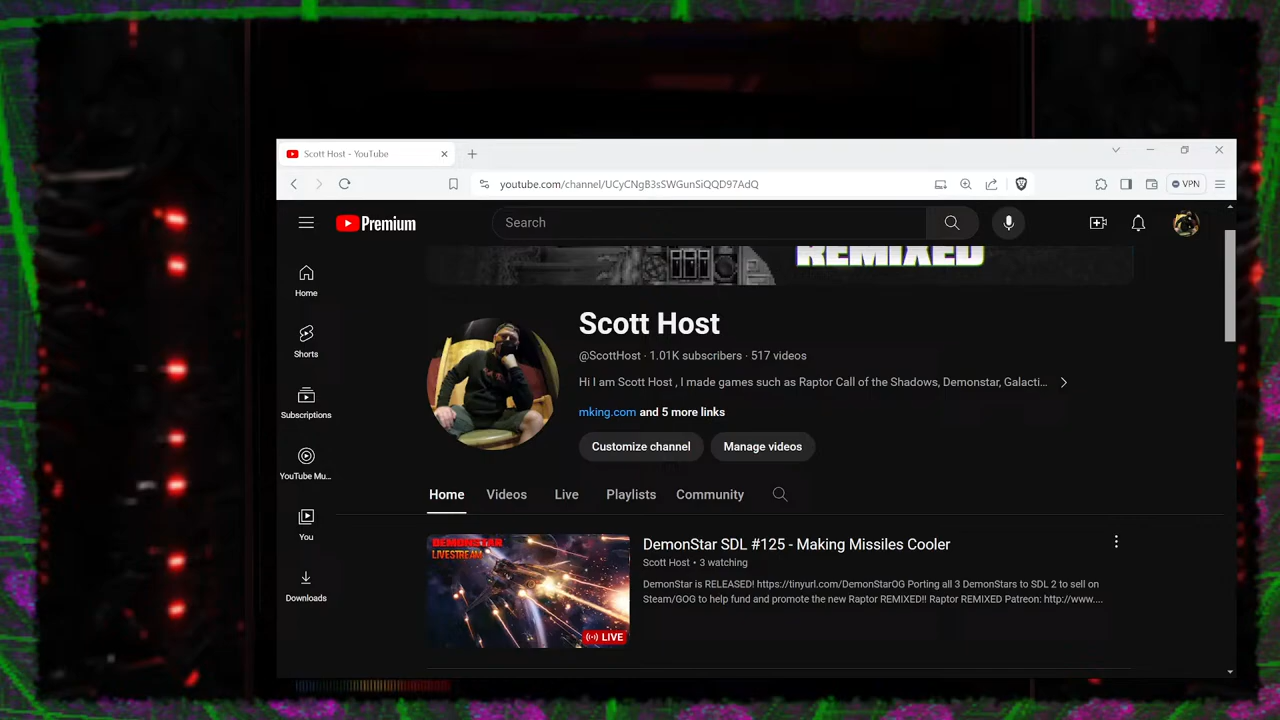 Scott Host - YouTube
youtube.com/channel/UCyCNgB3sSWGunSiQQD97AdQ
VPN
Premium
Search
REMIXED
Home
Shorts
Subscriptions
YouTube Mu...
You
Downloads
Scott Host
@ScottHost · 1.01K subscribers · 517 videos
Hi I am Scott Host , I made games such as Raptor Call of the Shadows, Demonstar, Galacti...
mking.com and 5 more links
Customize channel
Manage videos
Home Videos Live Playlists Community
DEMONSTAR
LIVESTREAM
LIVE
DemonStar SDL #125 - Making Missiles Cooler
Scott Host • 3 watching
DemonStar is RELEASED! https://tinyurl.com/DemonStarOG Porting all 3 DemonStars to SDL 2 to sell on
Steam/GOG to help fund and promote the new Raptor REMIXED!! Raptor REMIXED Patreon: http://www....